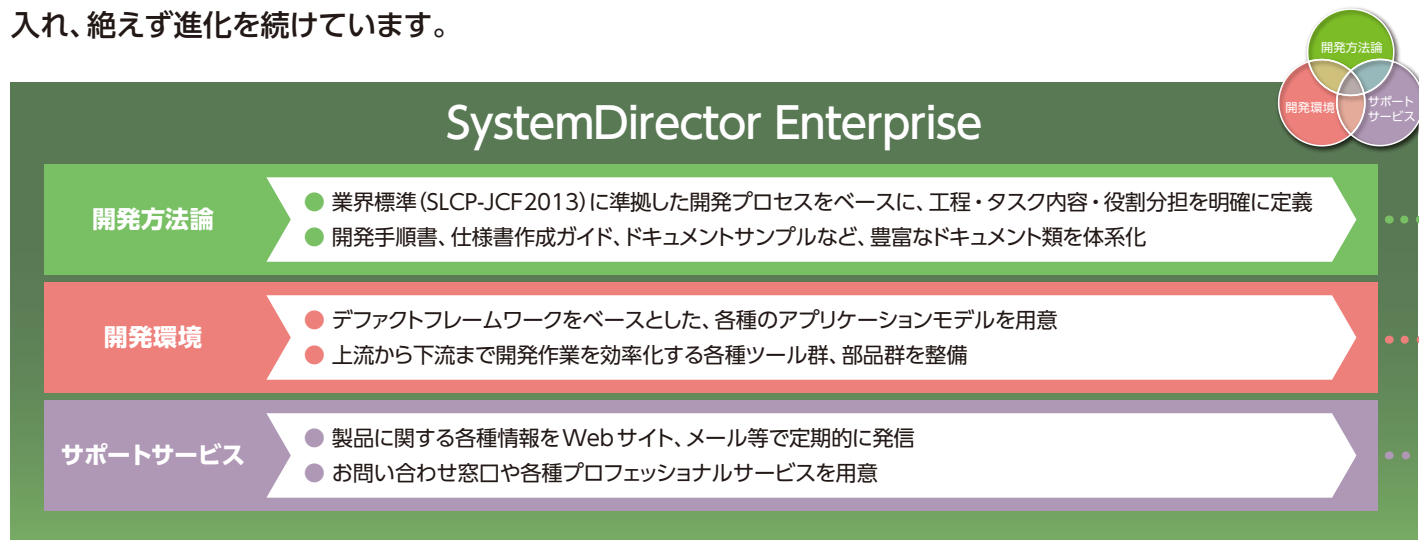 入れ、絶えず進化を続けています。
開発方法論
開発環境
サポート
サービス
SystemDirector Enterprise
開発方法論
● 業界標準(SLCP-JCF2013)に準拠した開発プロセスをベースに、工程・タスク内容・役割分担を明確に定義
● 開発手順書、仕様書作成ガイド、ドキュメントサンプルなど、豊富なドキュメント類を体系化
開発環境
● デファクトフレームワークをベースとした、各種のアプリケーションモデルを用意
● 上流から下流まで開発作業を効率化する各種ツール群、部品群を整備
サポートサービス
● 製品に関する各種情報をWebサイト、メール等で定期的に発信
● お問い合わせ窓口や各種プロフェッショナルサービスを用意